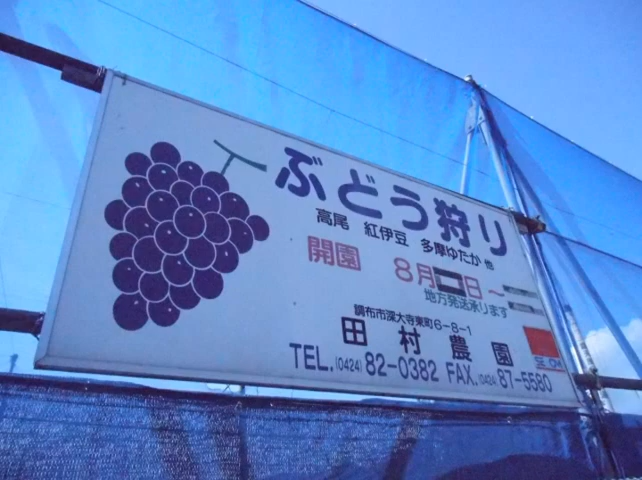 ぶどう狩り
高尾 紅伊豆 多摩ゆたか 他
開園 8月 日〜
地方発送承ります
調布市深大寺東町6-8-1
田村農園
TEL.(0424)82-0382 FAX.(0424)87-5580